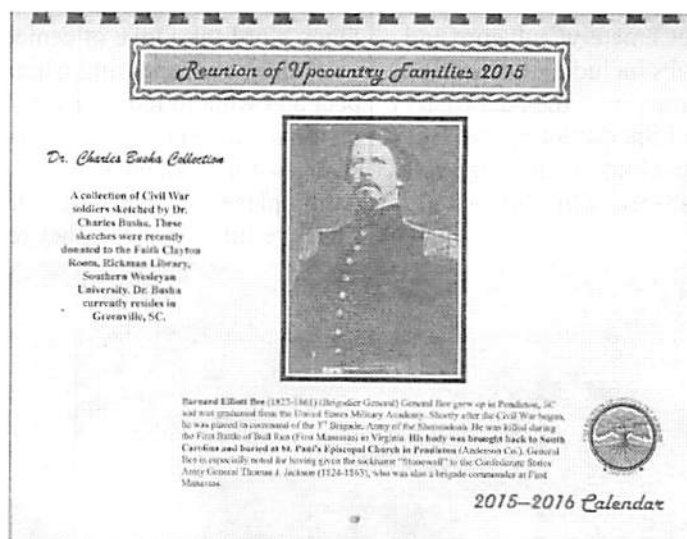 Reunion of Upcountry Families 2015
Dr. Charles Busha Collection
A collection of Civil War
soldiers sketched by Dr.
Charles Busha. These
sketches were recently
donated to the Faith Clayton
Room, Rickman Library,
Southern Wesleyan
University. Dr. Busha
currently resides in
Greenville, SC.
Barnard Elliott Bee (1823-1861) (Brigadier General) General Bee grew up in Pendleton, SC
and was graduated from the United States Military Academy. Shortly after the Civil War began,
he was placed in command of the 3rd Brigade, Army of the Shenandoah. He was killed during
the First Battle of Bull Run (First Manassas) in Virginia. His body was brought back to South
Carolina and buried at St. Paul's Episcopal Church in Pendleton (Anderson Co.). General
Bee is especially noted for having given the nickname "Stonewall" to the Confederate States
Army General Thomas J. Jackson (1824-1863), who was also a brigade commander at First
Manassas.
2015–2016 Calendar